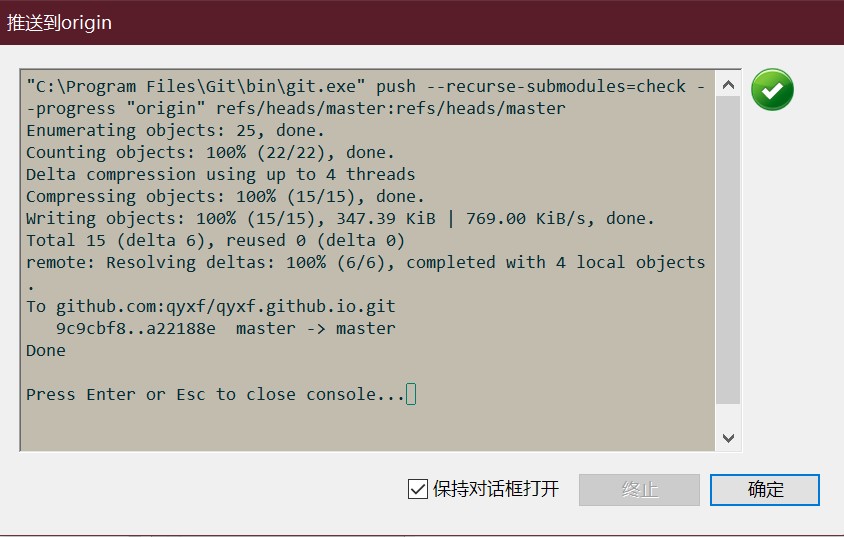 推送到origin
"C:\Program Files\Git\bin\git.exe" push --recurse-submodules=check -
-progress "origin" refs/heads/master:refs/heads/master
Enumerating objects: 25, done.
Counting objects: 100% (22/22), done.
Delta compression using up to 4 threads
Compressing objects: 100% (15/15), done.
Writing objects: 100% (15/15), 347.39 KiB | 769.00 KiB/s, done.
Total 15 (delta 6), reused 0 (delta 0)
remote: Resolving deltas: 100% (6/6), completed with 4 local objects
.
To github.com:qyxf/qyxf.github.io.git
   9c9cbf8..a22188e  master -> master
Done
Press Enter or Esc to close console...
保持对话框打开 终止 确定